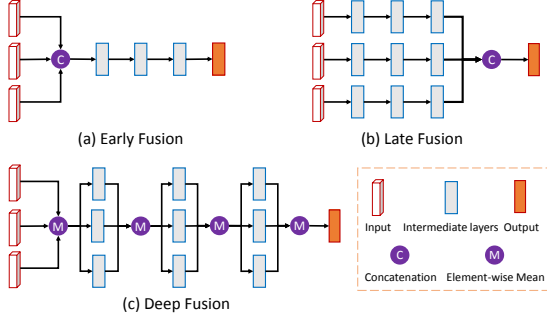 C
C
(a) Early Fusion
(b) Late Fusion
M M M M
Input Intermediate layers Output
C M
Concatenation Element-wise Mean
(c) Deep Fusion